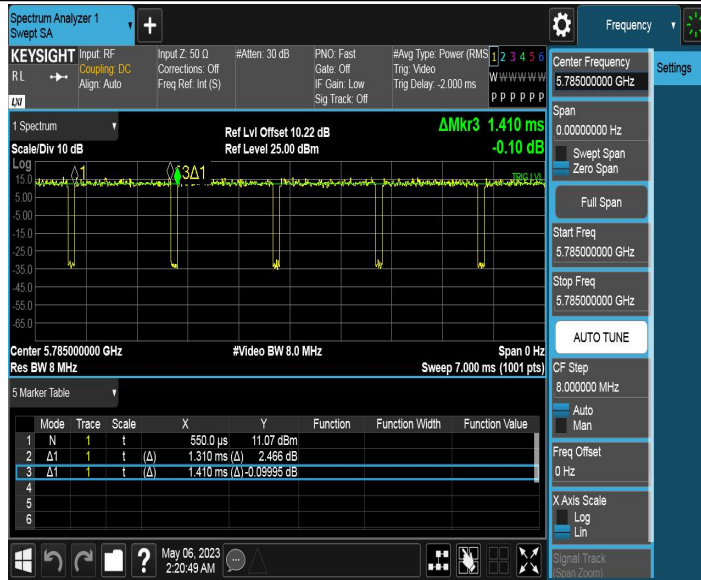 Spectrum Analyzer 1
Swept SA
+
Frequency
KEYSIGHT
RL
LXI
Input: RF
Coupling: DC
Align: Auto
Input Z: 50 Ω
Corrections: Off
Freq Ref: Int (S)
#Atten: 30 dB
PNO: Fast
Gate: Off
IF Gain: Low
Sig Track: Off
#Avg Type: Power (RMS
Trig: Video
Trig Delay: -2.000 ms
1 2 3 4 5 6
W W W W W W
P P P P P P
1 Spectrum
Scale/Div 10 dB
Log
Ref Lvl Offset 10.22 dB
Ref Level 25.00 dBm
ΔMkr3 1.410 ms
-0.10 dB
1
3Δ1
TRIG LVL
15.0
5.00
-5.00
-15.0
-25.0
-35.0
-45.0
-55.0
-65.0
Center 5.785000000 GHz
Res BW 8 MHz
#Video BW 8.0 MHz
Span 0 Hz
Sweep 7.000 ms (1001 pts)
5 Marker Table
Mode Trace Scale X Y Function Function Width Function Value
1 N 1 t 550.0 µs 11.07 dBm
2 Δ1 1 t (Δ) 1.310 ms (Δ) 2.466 dB
3 Δ1 1 t (Δ) 1.410 ms (Δ) -0.09995 dB
4
5
6
?
May 06, 2023
2:20:49 AM
Center Frequency
5.785000000 GHz
Settings
Span
0.00000000 Hz
Swept Span
Zero Span
Full Span
Start Freq
5.785000000 GHz
Stop Freq
5.785000000 GHz
AUTO TUNE
CF Step
8.000000 MHz
Auto
Man
Freq Offset
0 Hz
X Axis Scale
Log
Lin
Signal Track
(Span Zoom)